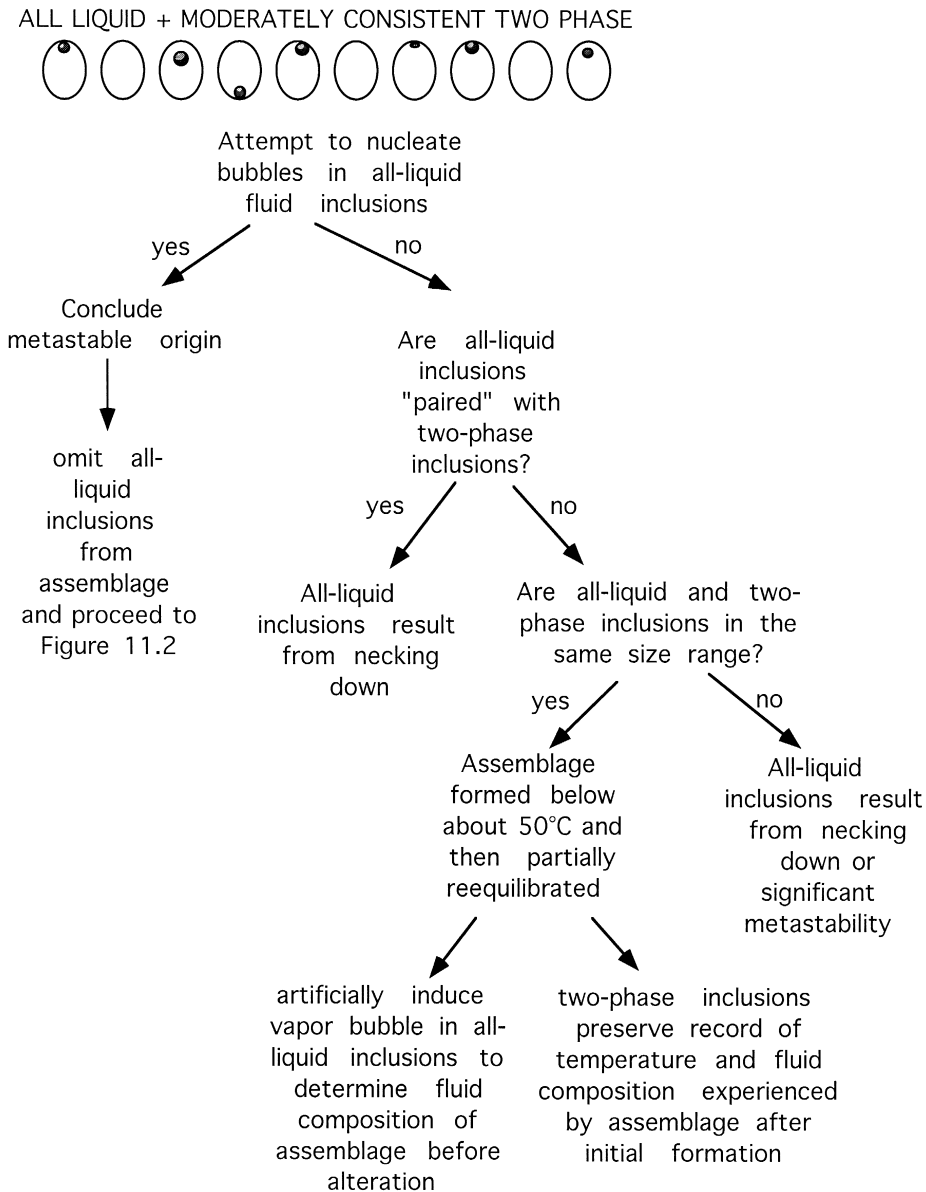 ALL LIQUID + MODERATELY CONSISTENT TWO PHASE
Attempt to nucleate
bubbles in all-liquid
fluid inclusions
yes
no
Conclude
metastable origin
omit all-
liquid
inclusions
from
assemblage
and proceed to
Figure 11.2
Are all-liquid
inclusions
"paired" with
two-phase
inclusions?
yes
no
All-liquid
inclusions result
from necking
down
Are all-liquid and two-
phase inclusions in the
same size range?
yes
no
Assemblage
formed below
about 50°C and
then partially
reequilibrated
All-liquid
inclusions result
from necking
down or
significant
metastability
artificially induce
vapor bubble in all-
liquid inclusions to
determine fluid
composition of
assemblage before
alteration
two-phase inclusions
preserve record of
temperature and fluid
composition experienced
by assemblage after
initial formation